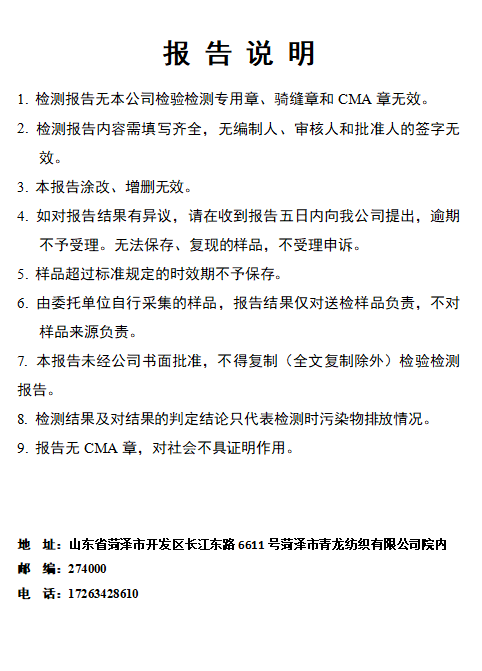 报 告 说 明
1. 检测报告无本公司检验检测专用章、骑缝章和 CMA 章无效。
2. 检测报告内容需填写齐全，无编制人、审核人和批准人的签字无
效。
3. 本报告涂改、增删无效。
4. 如对报告结果有异议，请在收到报告五日内向我公司提出，逾期
不予受理。无法保存、复现的样品，不受理申诉。
5. 样品超过标准规定的时效期不予保存。
6. 由委托单位自行采集的样品，报告结果仅对送检样品负责，不对
样品来源负责。
7. 本报告未经公司书面批准，不得复制（全文复制除外）检验检测
报告。
8. 检测结果及对结果的判定结论只代表检测时污染物排放情况。
9. 报告无 CMA 章，对社会不具证明作用。
地 址：山东省菏泽市开发区长江东路 6611 号菏泽市青龙纺织有限公司院内
邮 编：274000
电 话：17263428610